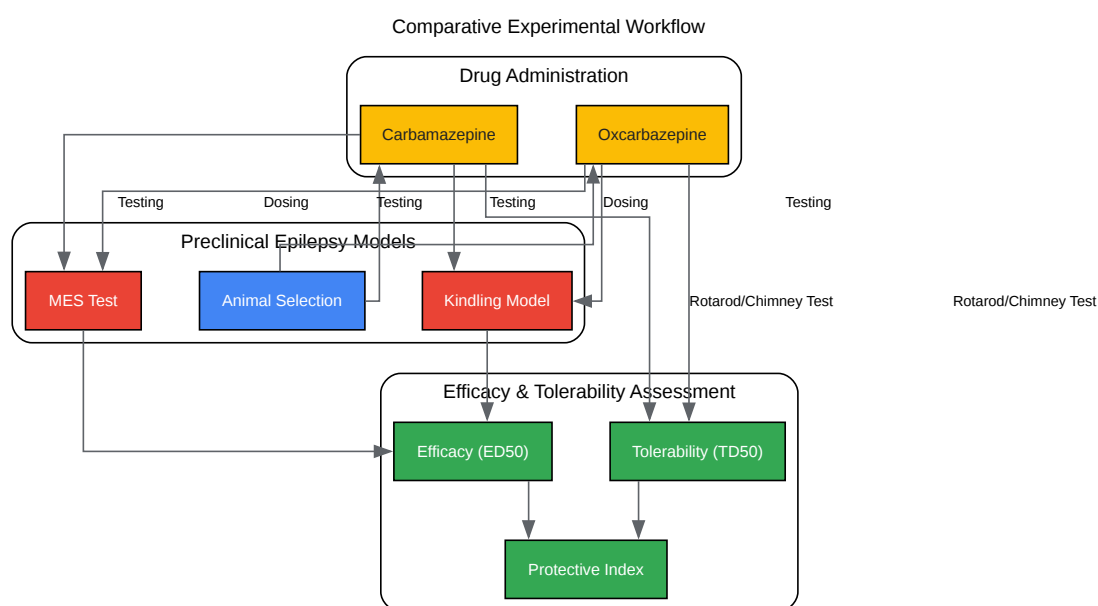 Comparative Experimental Workflow
Drug Administration
Carbamazepine
Oxcarbazepine
Testing
Dosing
Testing
Testing
Dosing
Testing
Preclinical Epilepsy Models
MES Test
Animal Selection
Kindling Model
Rotarod/Chimney Test
Rotarod/Chimney Test
Efficacy & Tolerability Assessment
Efficacy (ED50)
Tolerability (TD50)
Protective Index